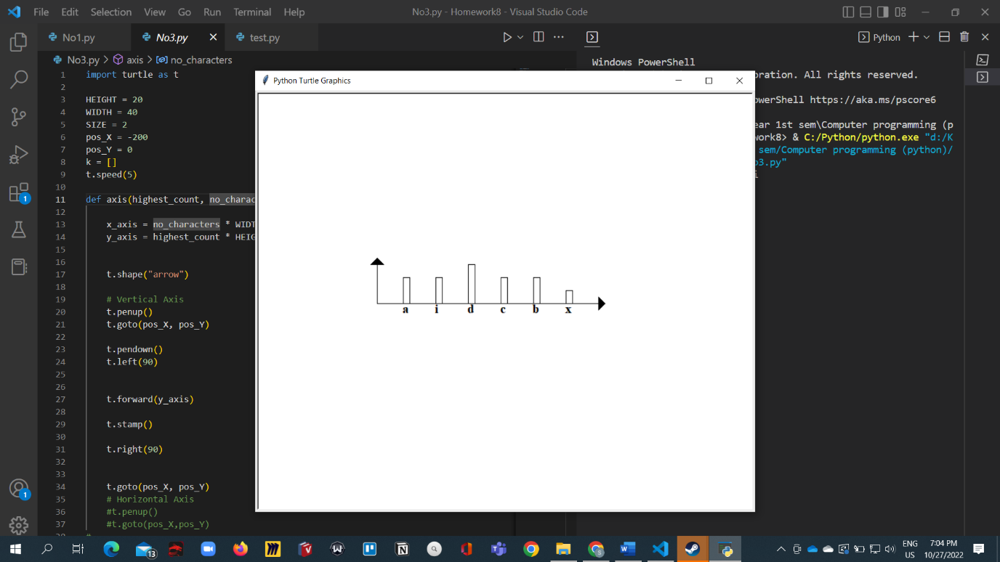 File Edit Selection View Go Run Terminal Help
No3.py - Homework8 - Visual Studio Code
No1.py
No3.py
test.py
Python
No3.py > axis > no_characters
1 import turtle as t
2
3 HEIGHT = 20
4 WIDTH = 40
5 SIZE = 2
6 pos_X = -200
7 pos_Y = 0
8 k = []
9 t.speed(5)
10
11 def axis(highest_count, no_charac
12
13 x_axis = no_characters * WIDT
14 y_axis = highest_count * HEIG
15
16
17 t.shape("arrow")
18
19 # Vertical Axis
20 t.penup()
21 t.goto(pos_X, pos_Y)
22
23 t.pendown()
24 t.left(90)
25
26
27 t.forward(y_axis)
28
29 t.stamp()
30
31 t.right(90)
32
33
34 t.goto(pos_X, pos_Y)
35 # Horizontal Axis
36 #t.penup()
37 #t.goto(pos_X,pos_Y)
Python Turtle Graphics
a i d c b x
Windows PowerShell
oration. All rights reserved.
owerShell https://aka.ms/pscore6
ear 1st sem\Computer programming (p
work8> & C:/Python/python.exe "d:/K
sem/Computer programming (python)/
o3.py"
i
1
1
13
ENG
US
7:04 PM
10/27/2022